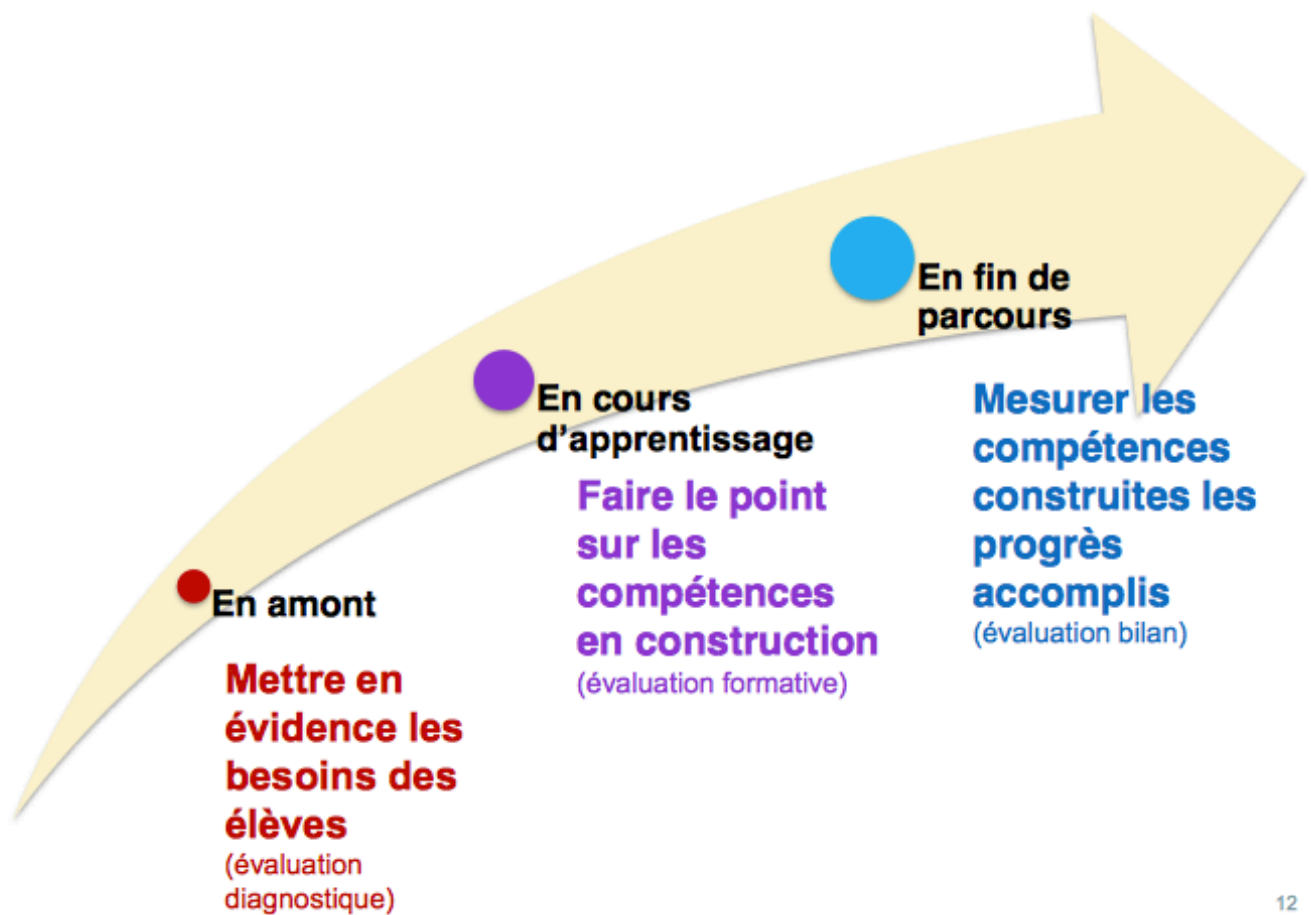 En amont
Mettre en
évidence les
besoins des
élèves
(évaluation
diagnostique)
En cours
d’apprentissage
Faire le point
sur les
compétences
en construction
(évaluation formative)
En fin de
parcours
Mesurer les
compétences
construites les
progrès
accomplis
(évaluation bilan)
12